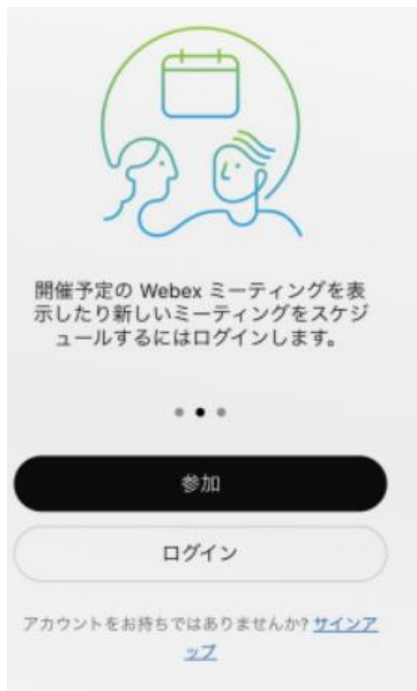 開催予定の Webex ミーティングを表
示したり新しいミーティングをスケジ
ュールするにはログインします。
参加
ログイン
アカウントをお持ちではありませんか? サインア
ップ